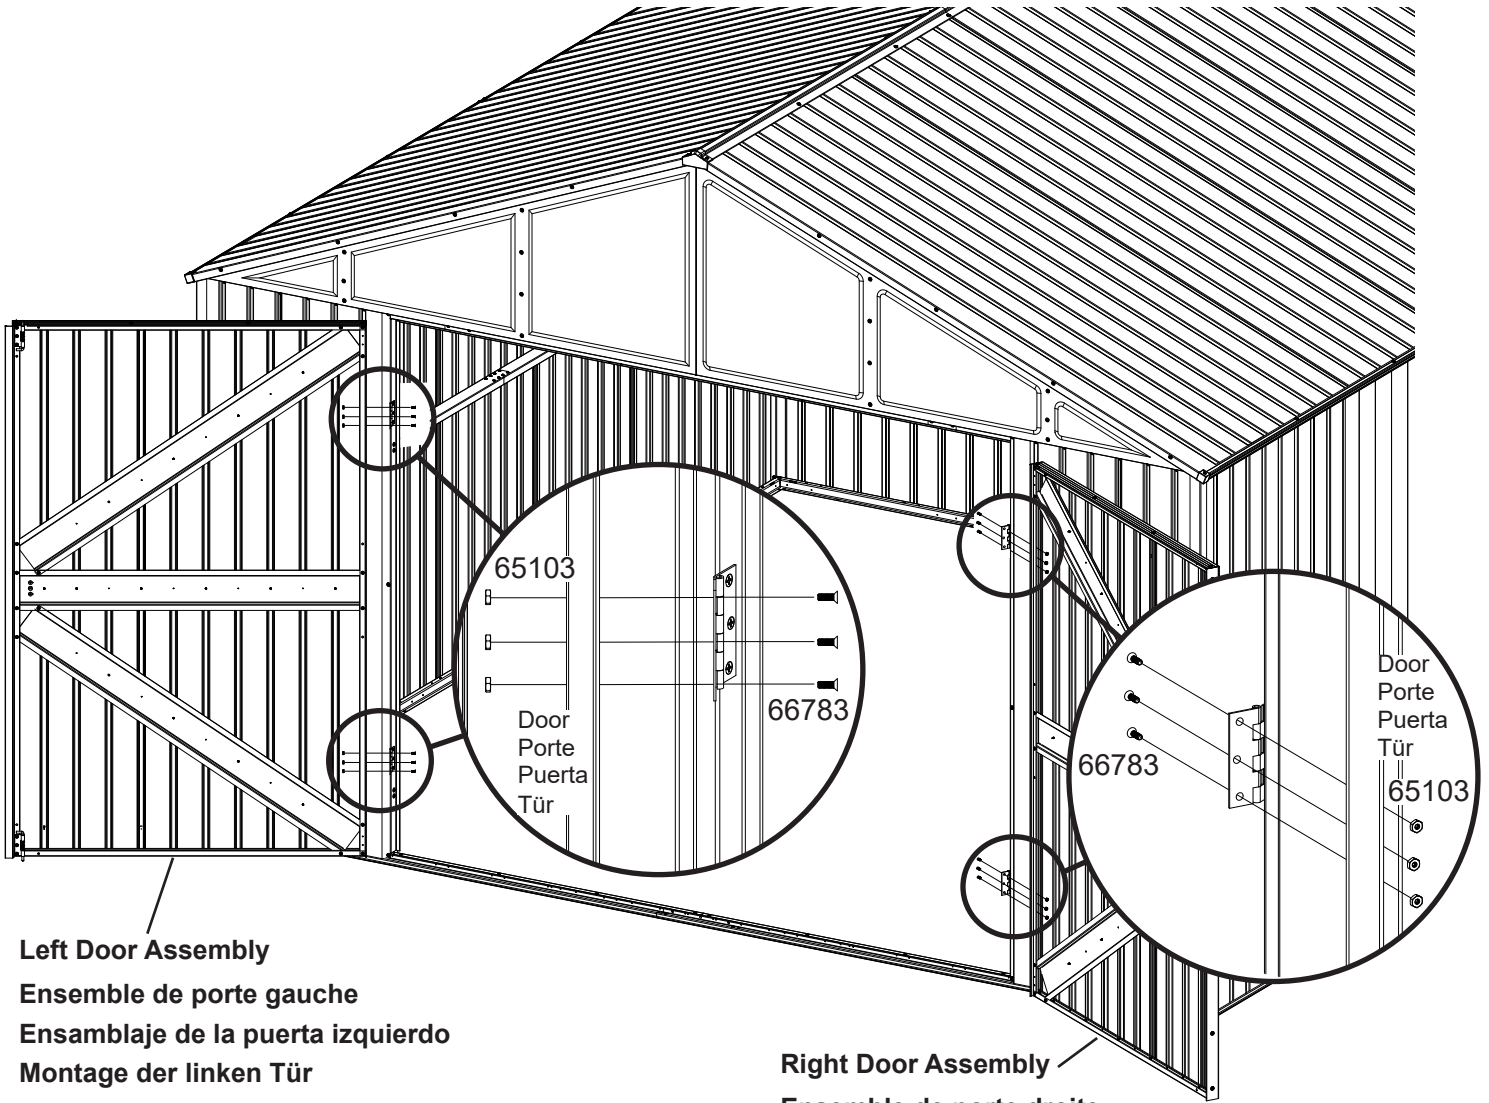 65103
66783
Door
Porte
Puerta
Tür
Door
Porte
Puerta
Tür
66783
65103
Left Door Assembly
Ensemble de porte gauche
Ensamblaje de la puerta izquierdo
Montage der linken Tür
Right Door Assembly
Ensemble de porte droite